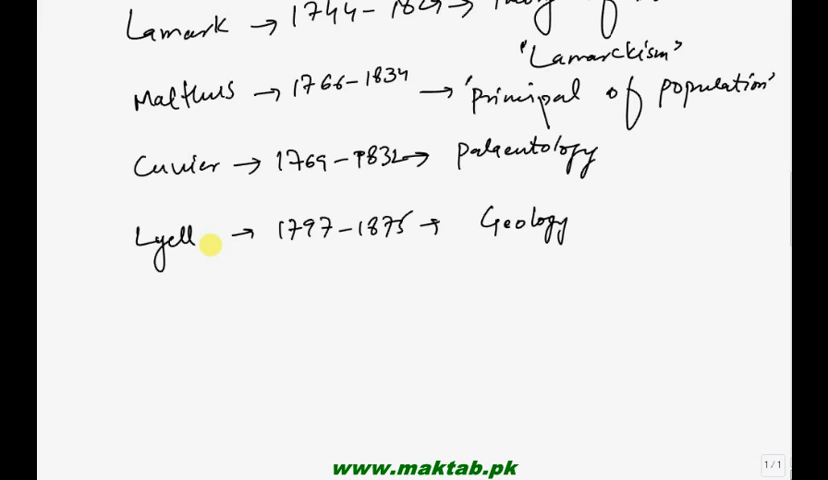 Lamark → 1744 - 1829 →
"Lamarckism"
Malthus → 1766-1834 → 'principal of population'
Cuvier → 1769-1832 → Palaentology
Lyell → 1797-1875 → Geology
www.maktab.pk
1/1